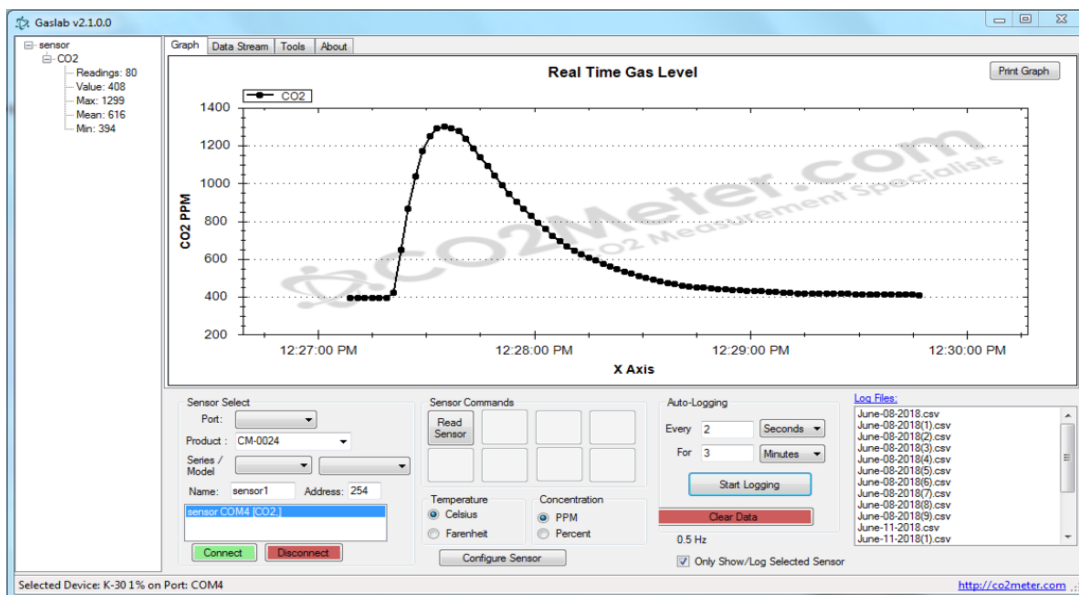 Gaslab v2.1.0.0
sensor
CO2
Readings: 80
Value: 408
Max: 1299
Mean: 616
Min: 394
Graph
Data Stream
Tools
About
Real Time Gas Level
Print Graph
CO2
1400
1200
1000
800
600
400
200
CO2 PPM
CO2Meter.com
CO2 Measurement Specialists
12:27:00 PM
12:28:00 PM
12:29:00 PM
12:30:00 PM
X Axis
Sensor Select
Port:
Product : CM-0024
Series /
Model
Name: sensor1 Address: 254
sensor COM4 [CO2.]
Connect
Disconnect
Sensor Commands
Read
Sensor
Temperature
Celsius
Farenheit
Concentration
PPM
Percent
Configure Sensor
Auto-Logging
Every 2 Seconds
For 3 Minutes
Start Logging
Clear Data
0.5 Hz
Only Show/Log Selected Sensor
Log Files:
June-08-2018.csv
June-08-2018(1).csv
June-08-2018(2).csv
June-08-2018(3).csv
June-08-2018(4).csv
June-08-2018(5).csv
June-08-2018(6).csv
June-08-2018(7).csv
June-08-2018(8).csv
June-08-2018(9).csv
June-11-2018.csv
June-11-2018(1).csv
Selected Device: K-30 1% on Port: COM4
http://co2meter.com